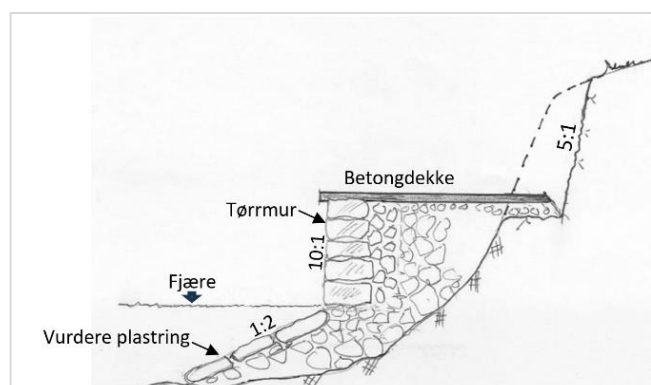 5:1
Betongdekke
Tørrmur
10:1
Fjære
1:2
Vurdere plastring